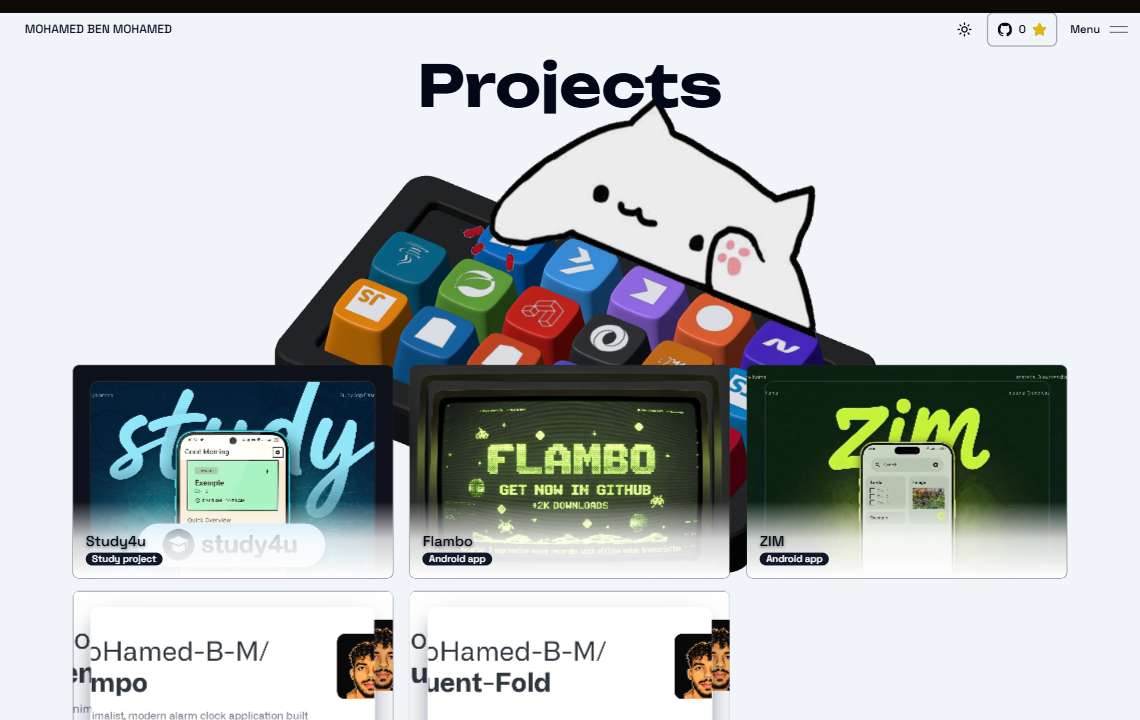 MOHAMED BEN MOHAMED
0
Menu
Projects
study
Good Morning
Exemple
Quick Overview
study4u
Study4u
Study project
FLAMBO
GET NOW IN GITHUB
+2K DOWNLOADS
Flambo
Android app
zim
Search
ZIM
Android app
oHamed-B-M/
mpo
imalist, modern alarm clock application built
oHamed-B-M/
uent-Fold